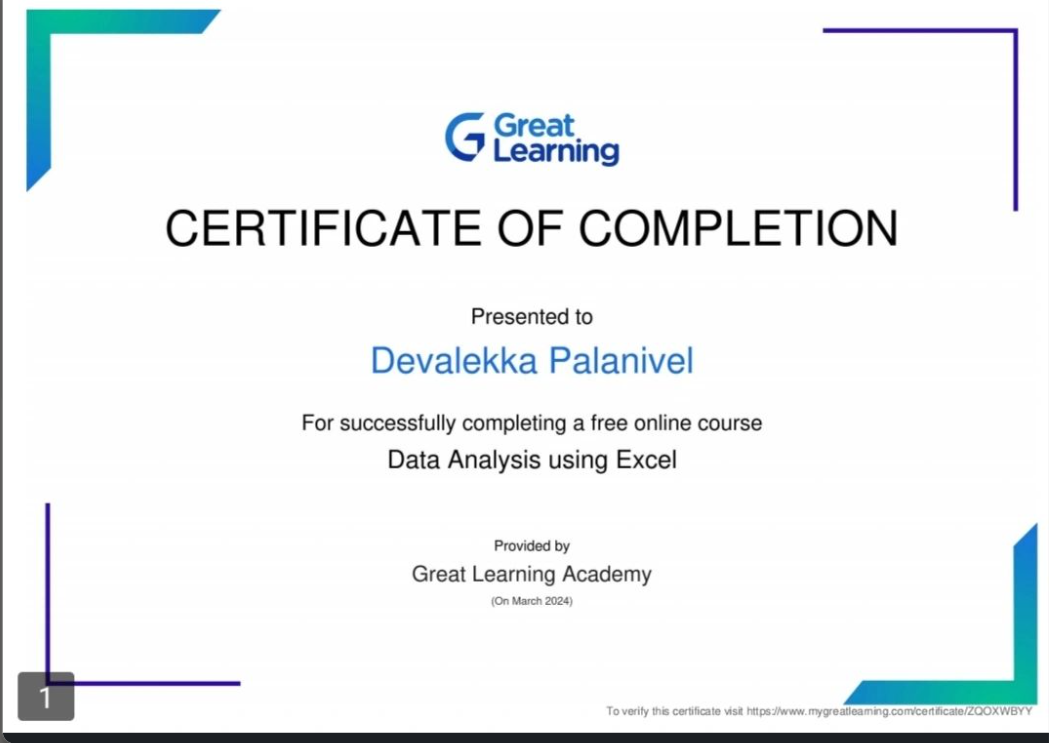 Great
Learning
CERTIFICATE OF COMPLETION
Presented to
Devalekka Palanivel
For successfully completing a free online course
Data Analysis using Excel
Provided by
Great Learning Academy
(On March 2024)
1
To verify this certificate visit https://www.mygreatlearning.com/certificate/ZQOXWBYY